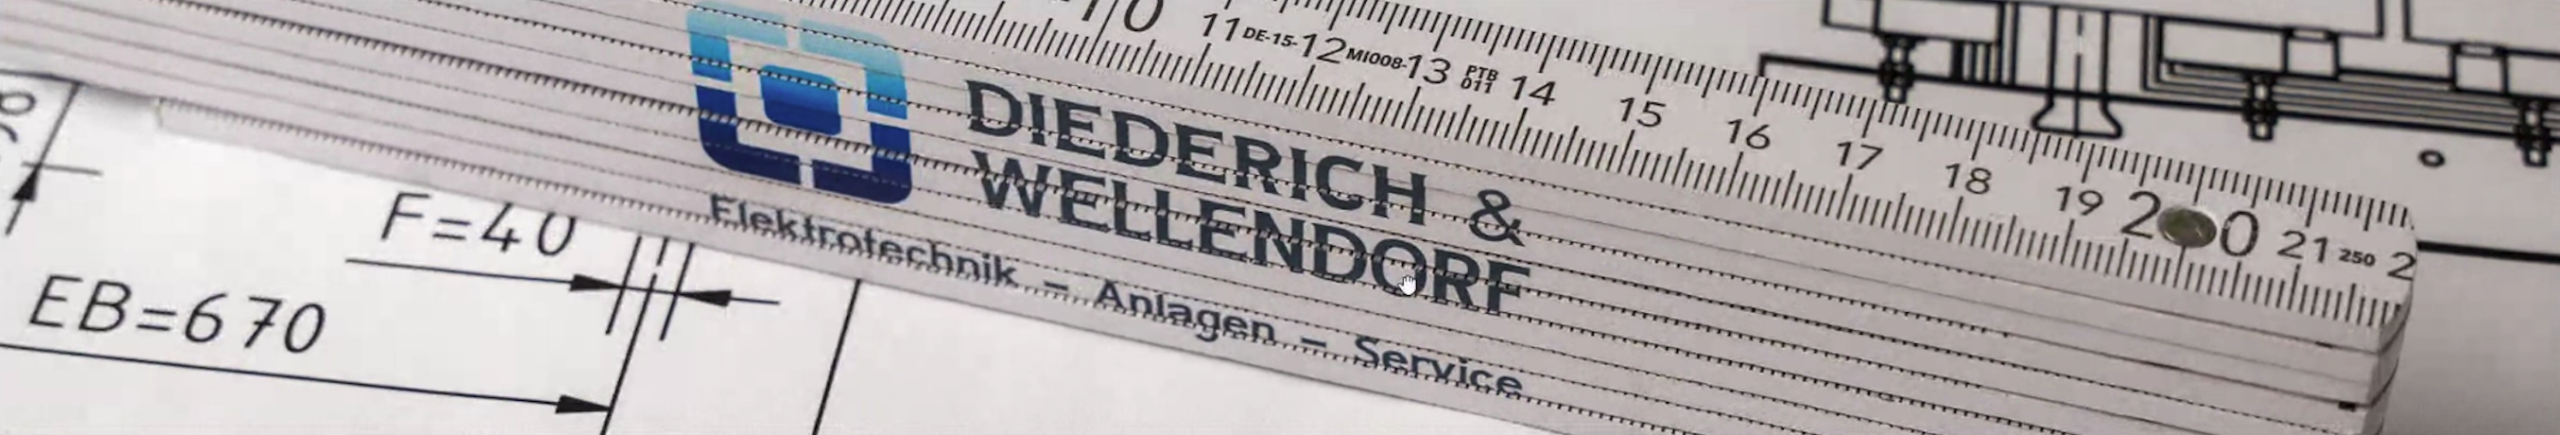 10 11 DE-15- 12 MI008- 13 PTB 011 14 15 16 17 18 19 20 21 250 2
DIEDERICH &
WELLENDORF
Elektrotechnik – Anlagen – Service
F=40
EB=670